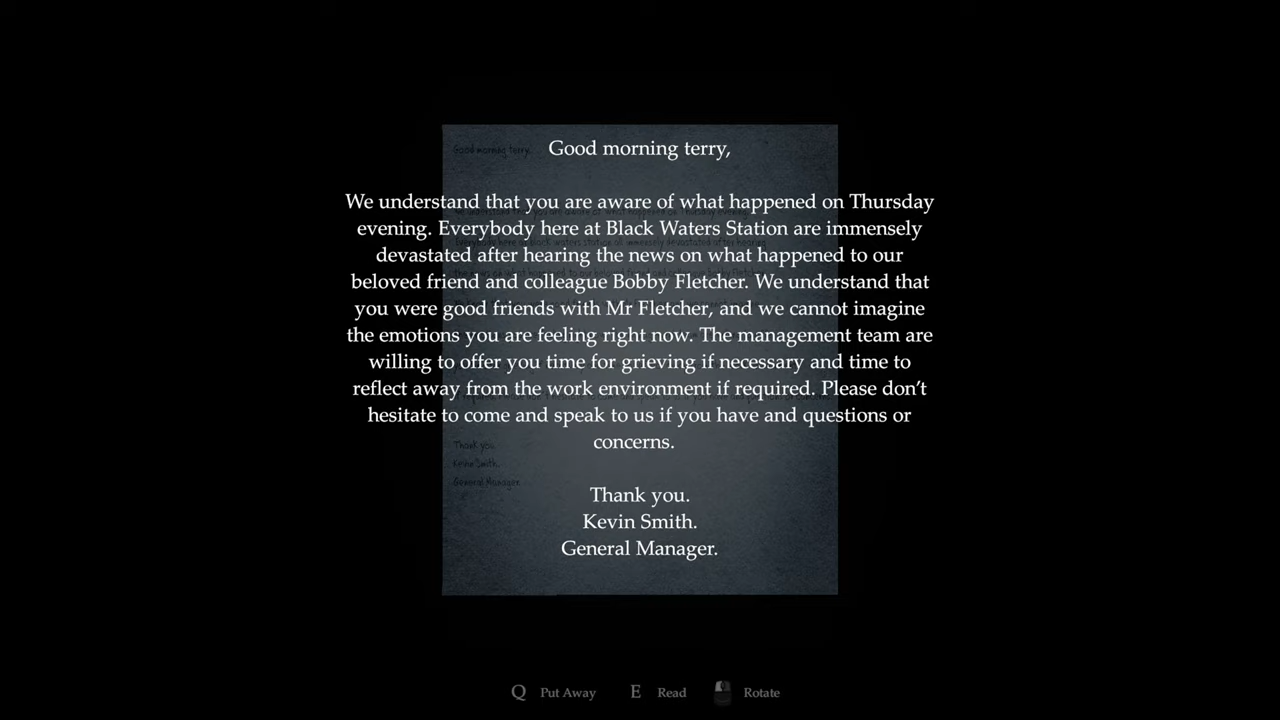 Good morning terry,
We understand that you are aware of what happened on Thursday
evening. Everybody here at Black Waters Station are immensely
devastated after hearing the news on what happened to our
beloved friend and colleague Bobby Fletcher. We understand that
you were good friends with Mr Fletcher, and we cannot imagine
the emotions you are feeling right now. The management team are
willing to offer you time for grieving if necessary and time to
reflect away from the work environment if required. Please don't
hesitate to come and speak to us if you have and questions or
concerns.
Thank you.
Kevin Smith.
General Manager.
Q Put Away E Read Rotate